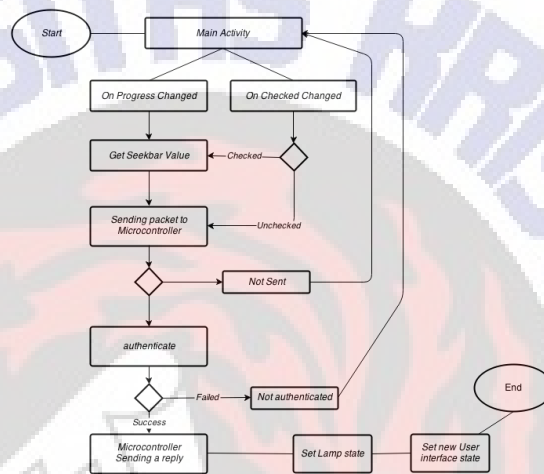 Start
Main Activity
On Progress Changed
On Checked Changed
Get Seekbar Value
Checked
Sending packet to
Microcontroller
Unchecked
Not Sent
authenticate
Failed
Not authenticated
Success
Microcontroller
Sending a reply
Set Lamp state
Set new User
interface state
End